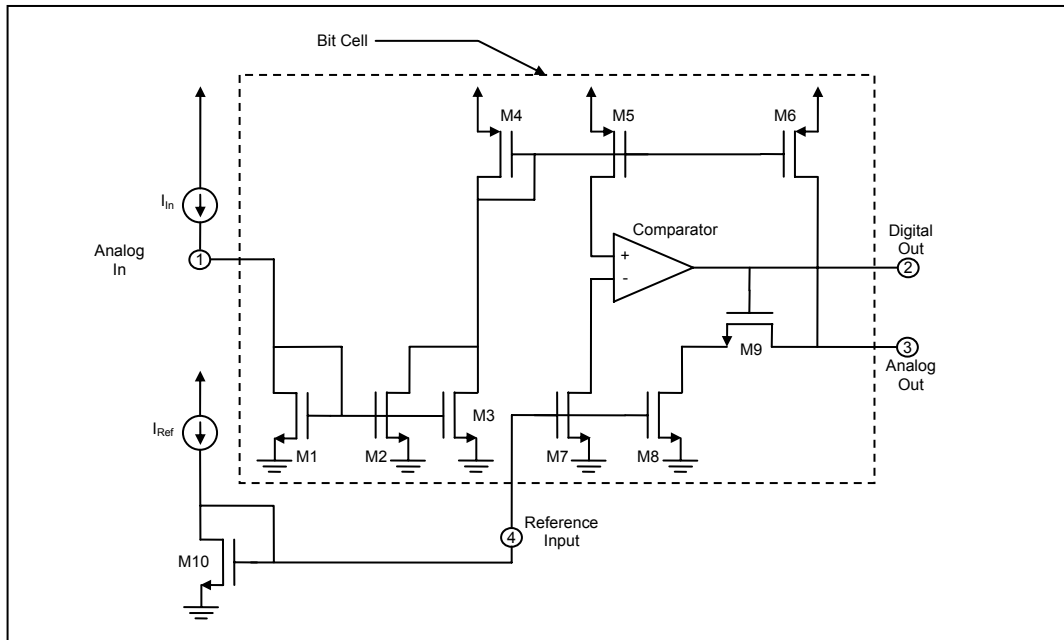 Bit Cell
M4
M5
M6
I_In
Analog
In
1
Comparator
+
-
Digital
Out
2
M9
3
Analog
Out
I_Ref
M1
M2
M3
M7
M8
4
Reference
Input
M10